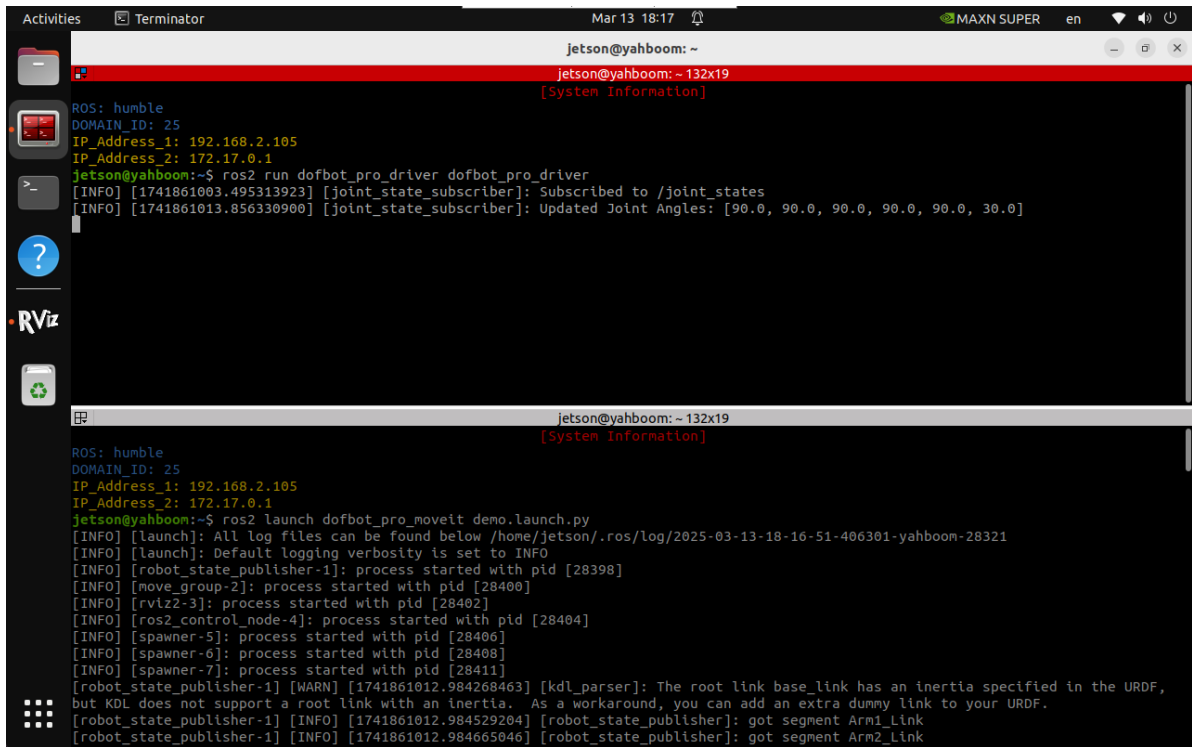 Activities
Terminator
Mar 13 18:17
MAXN SUPER
en
jetson@yahboom: ~
jetson@yahboom: ~ 132x19
[System Information]
ROS: humble
DOMAIN_ID: 25
IP_Address_1: 192.168.2.105
IP_Address_2: 172.17.0.1
jetson@yahboom:~$ ros2 run dofbot_pro_driver dofbot_pro_driver
[INFO] [1741861003.495313923] [joint_state_subscriber]: Subscribed to /joint_states
[INFO] [1741861013.856330900] [joint_state_subscriber]: Updated Joint Angles: [90.0, 90.0, 90.0, 90.0, 90.0, 30.0]
RViz
jetson@yahboom: ~ 132x19
[System Information]
ROS: humble
DOMAIN_ID: 25
IP_Address_1: 192.168.2.105
IP_Address_2: 172.17.0.1
jetson@yahboom:~$ ros2 launch dofbot_pro_moveit demo.launch.py
[INFO] [launch]: All log files can be found below /home/jetson/.ros/log/2025-03-13-18-16-51-406301-yahboom-28321
[INFO] [launch]: Default logging verbosity is set to INFO
[INFO] [robot_state_publisher-1]: process started with pid [28398]
[INFO] [move_group-2]: process started with pid [28400]
[INFO] [rviz2-3]: process started with pid [28402]
[INFO] [ros2_control_node-4]: process started with pid [28404]
[INFO] [spawner-5]: process started with pid [28406]
[INFO] [spawner-6]: process started with pid [28408]
[INFO] [spawner-7]: process started with pid [28411]
[robot_state_publisher-1] [WARN] [1741861012.984268463] [kdl_parser]: The root link base_link has an inertia specified in the URDF,
but KDL does not support a root link with an inertia.  As a workaround, you can add an extra dummy link to your URDF.
[robot_state_publisher-1] [INFO] [1741861012.984529204] [robot_state_publisher]: got segment Arm1_Link
[robot_state_publisher-1] [INFO] [1741861012.984665046] [robot_state_publisher]: got segment Arm2_Link